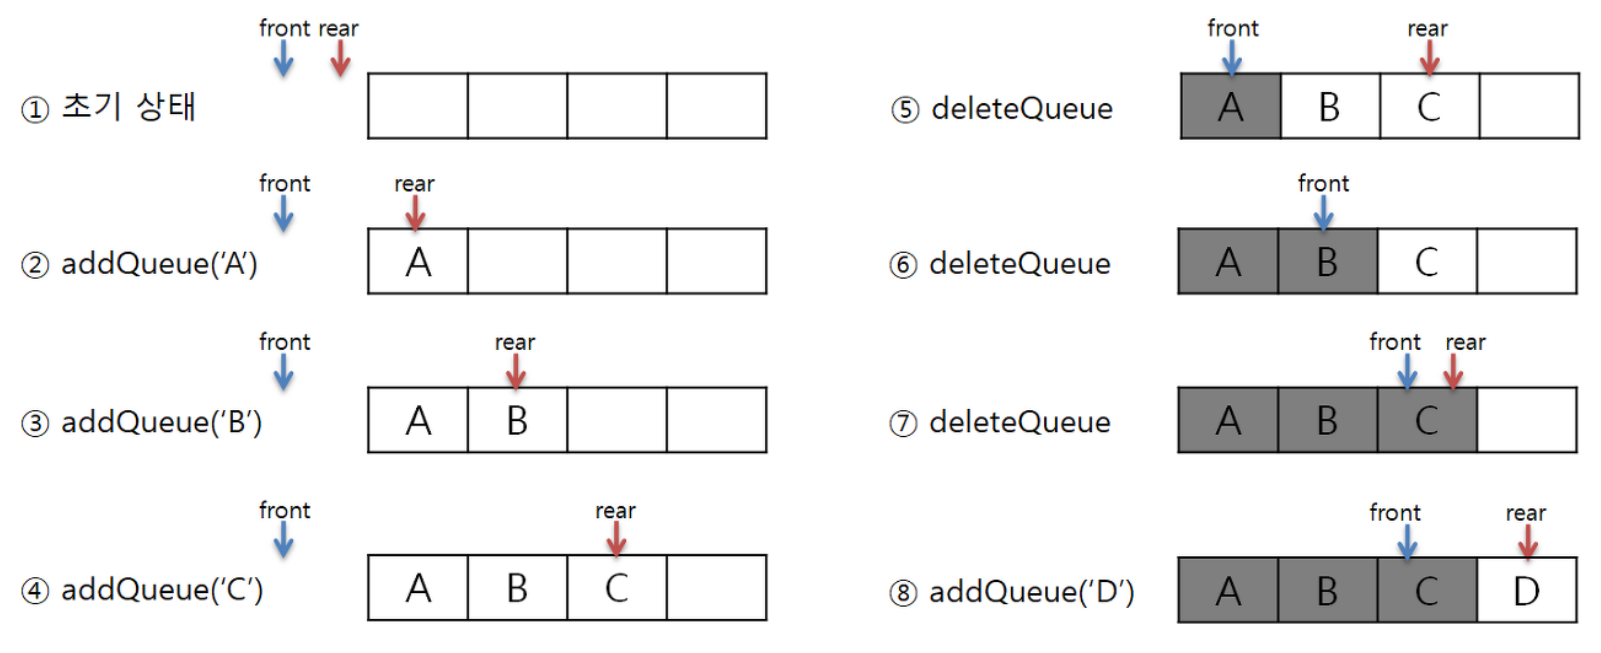 front rear
① 초기 상태
front rear
② addQueue(‘A’)
A
front rear
③ addQueue(‘B’)
A B
front rear
④ addQueue(‘C’)
A B C
front rear
⑤ deleteQueue
A B C
front
⑥ deleteQueue
A B C
front rear
⑦ deleteQueue
A B C
front rear
⑧ addQueue(‘D’)
A B C D